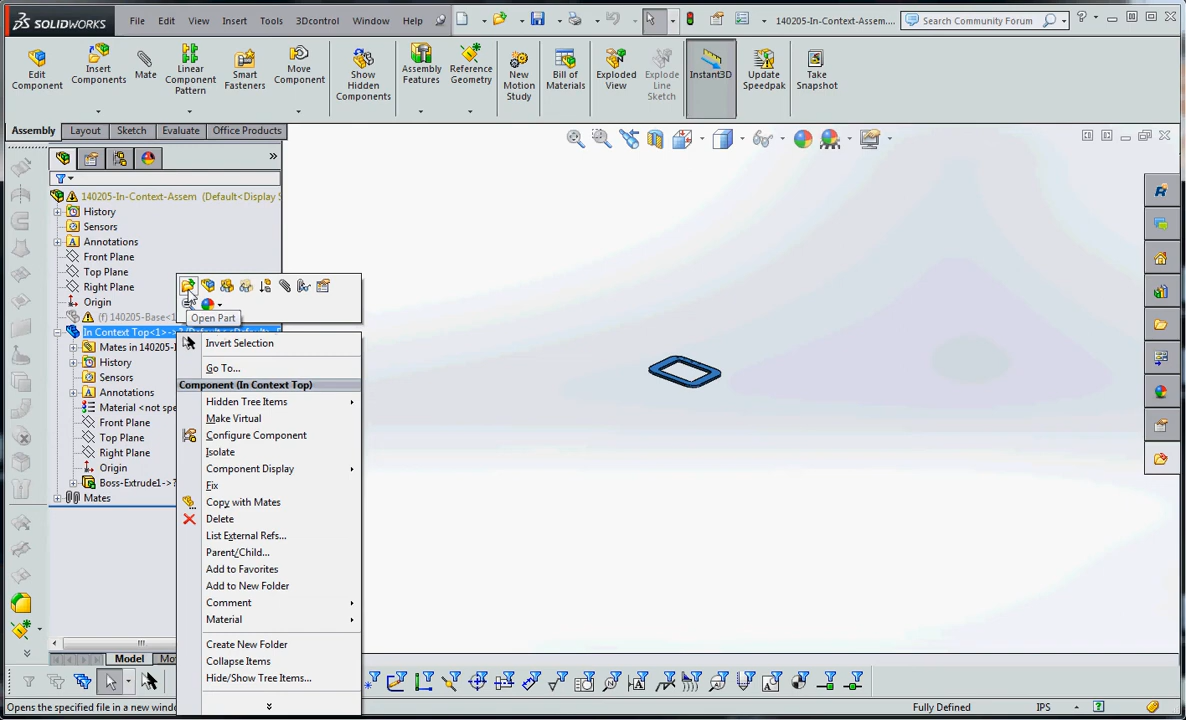 SOLIDWORKS
File Edit View Insert Tools 3Dcontrol Window Help
140205-In-Context-Assem....
Search Community Forum
Edit Component
Insert Components
Mate
Linear Component Pattern
Smart Fasteners
Move Component
Show Hidden Components
Assembly Features
Reference Geometry
New Motion Study
Bill of Materials
Exploded View
Explode Line Sketch
Instant3D
Update Speedpak
Take Snapshot
Assembly Layout Sketch Evaluate Office Products
140205-In-Context-Assem (Default<Display S
History
Sensors
Annotations
Front Plane
Top Plane
Right Plane
Origin
(f) 140205-Base<1
In Context Top<1>->?
Mates in 140205-I
History
Sensors
Annotations
Material <not spe
Front Plane
Top Plane
Right Plane
Origin
Boss-Extrude1->?
Mates
Open Part
Invert Selection
Go To...
Component (In Context Top)
Hidden Tree Items
Make Virtual
Configure Component
Isolate
Component Display
Fix
Copy with Mates
Delete
List External Refs...
Parent/Child...
Add to Favorites
Add to New Folder
Comment
Material
Create New Folder
Collapse Items
Hide/Show Tree Items...
Model Mo
Opens the specified file in a new windo
Fully Defined
IPS